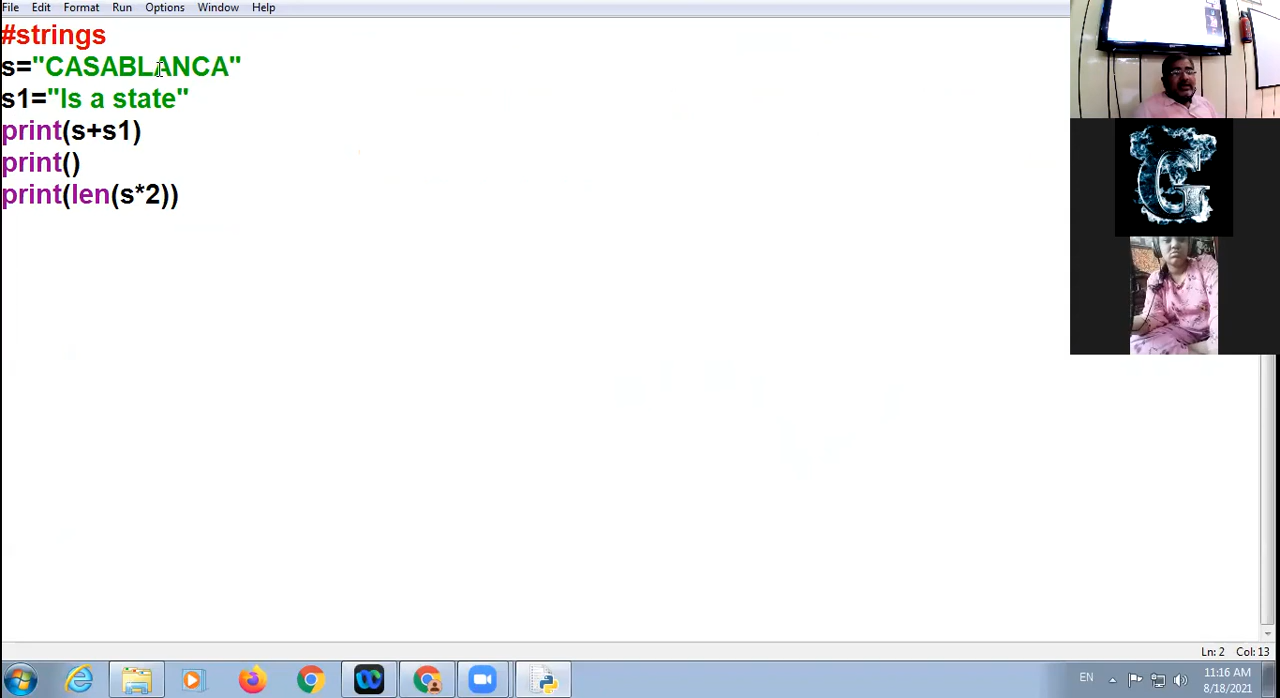 File Edit Format Run Options Window Help
#strings
s="CASABLANCA"
s1="Is a state"
print(s+s1)
print()
print(len(s*2))
G
Ln: 2 Col: 13
EN 11:16 AM
8/18/2021